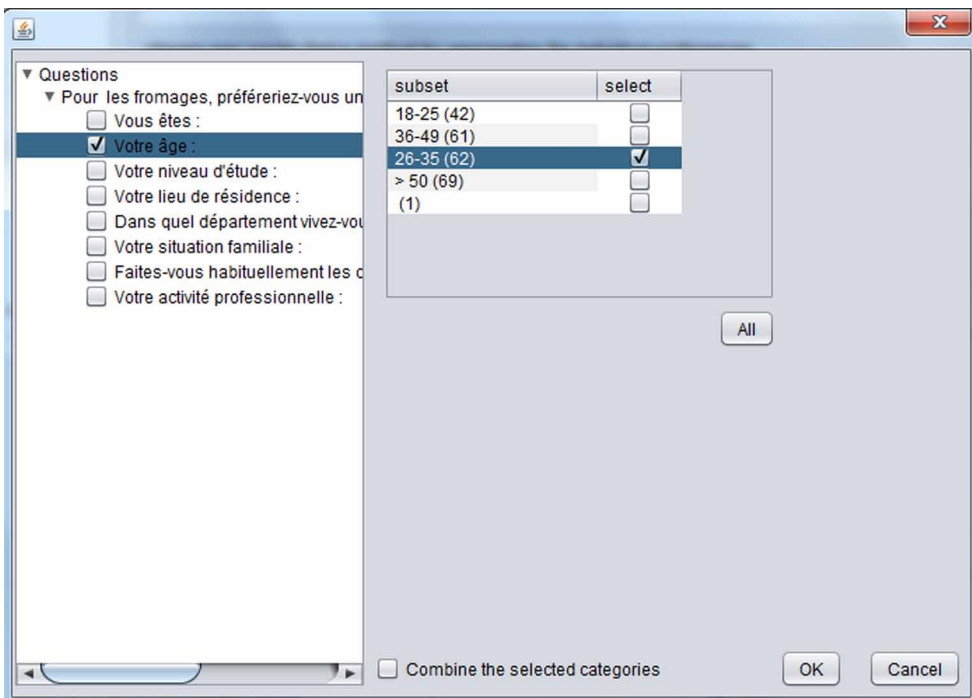 Questions
Pour les fromages, préféreriez-vous un
Vous êtes :
Votre âge :
Votre niveau d'étude :
Votre lieu de résidence :
Dans quel département vivez-vou
Votre situation familiale :
Faites-vous habituellement les c
Votre activité professionnelle :
subset select
18-25 (42)
36-49 (61)
26-35 (62)
> 50 (69)
(1)
All
Combine the selected categories
OK Cancel